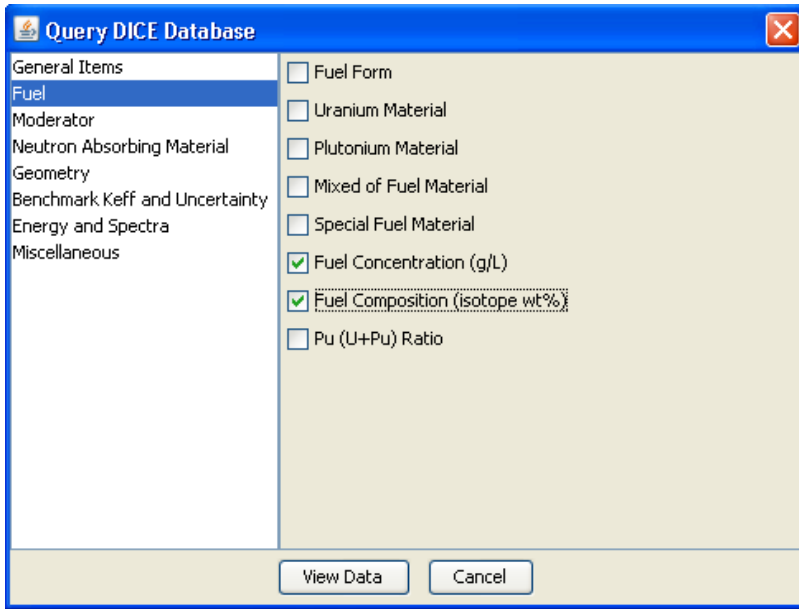 Query DICE Database
General Items
Fuel
Moderator
Neutron Absorbing Material
Geometry
Benchmark Keff and Uncertainty
Energy and Spectra
Miscellaneous
Fuel Form
Uranium Material
Plutonium Material
Mixed of Fuel Material
Special Fuel Material
Fuel Concentration (g/L)
Fuel Composition (isotope wt%)
Pu (U+Pu) Ratio
View Data
Cancel